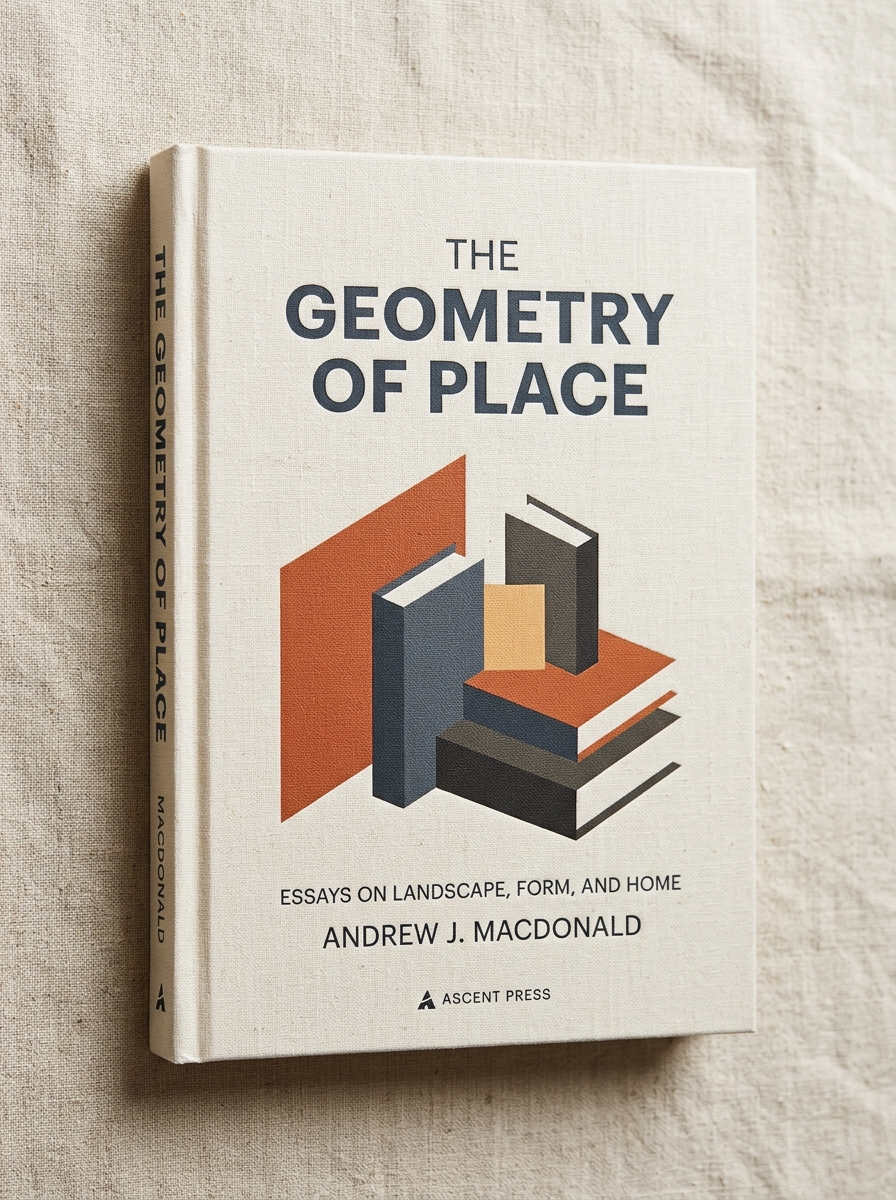 THE
GEOMETRY
OF PLACE
ESSAYS ON LANDSCAPE, FORM, AND HOME
ANDREW J. MACDONALD
ASCENT PRESS
THE GEOMETRY OF PLACE
MACDONALD